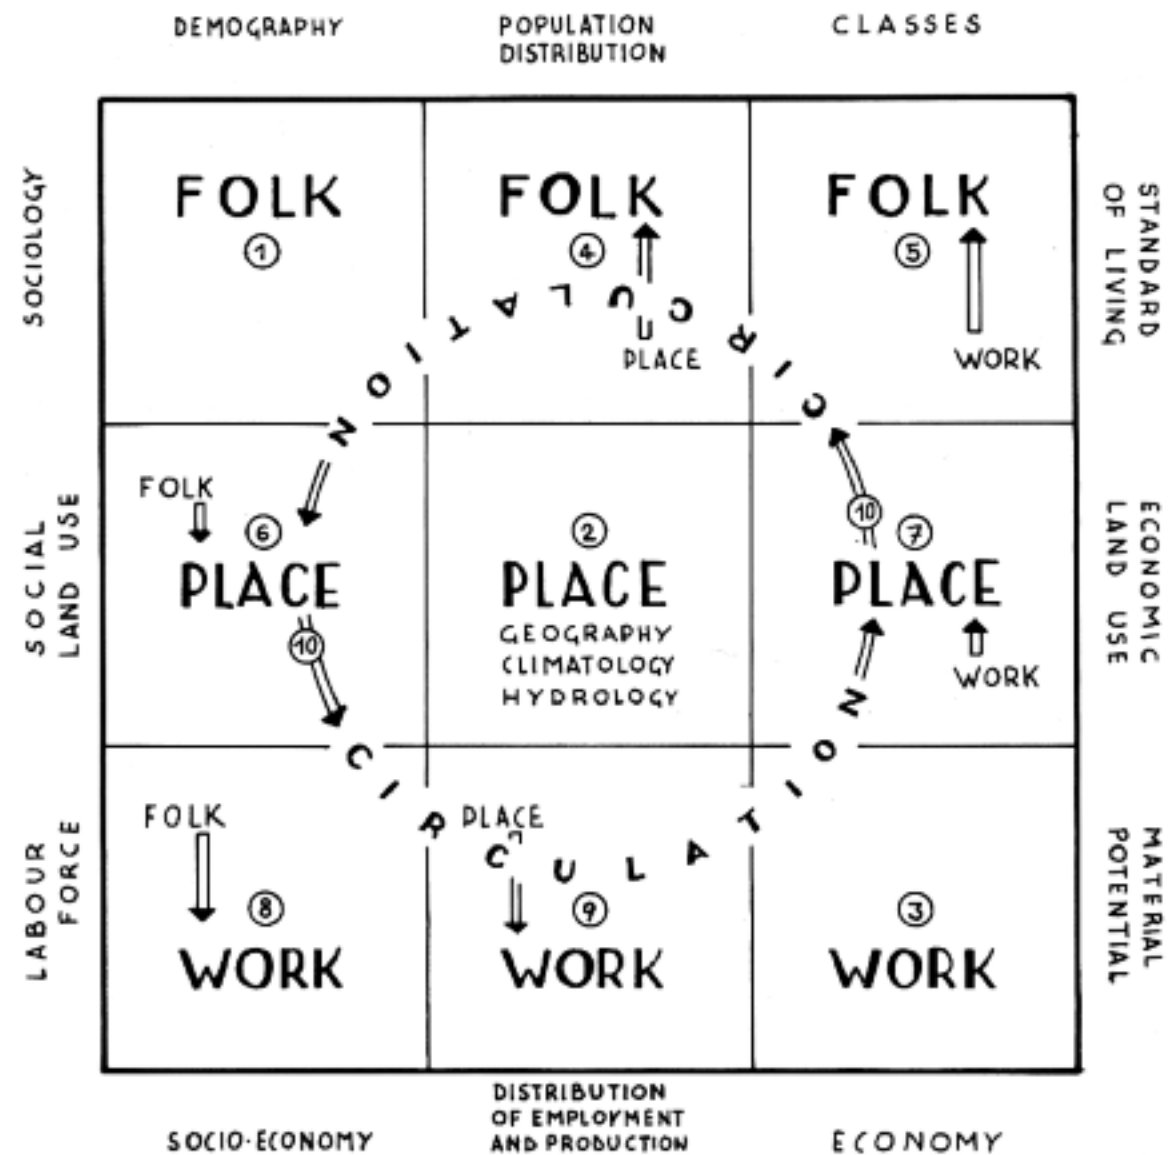 DEMOGRAPHY
POPULATION
DISTRIBUTION
CLASSES
SOCIOLOGY
FOLK
1
FOLK
4
PLACE
FOLK
5
WORK
STANDARD
OF LIVING
CIRCULATION
SOCIAL
LAND USE
FOLK
6
PLACE
10
2
PLACE
GEOGRAPHY
CLIMATOLOGY
HYDROLOGY
10
7
PLACE
WORK
ECONOMIC
LAND USE
CIRCULATION
LABOUR
FORCE
FOLK
8
WORK
PLACE
9
WORK
3
WORK
MATERIAL
POTENTIAL
SOCIO-ECONOMY
DISTRIBUTION
OF EMPLOYMENT
AND PRODUCTION
ECONOMY